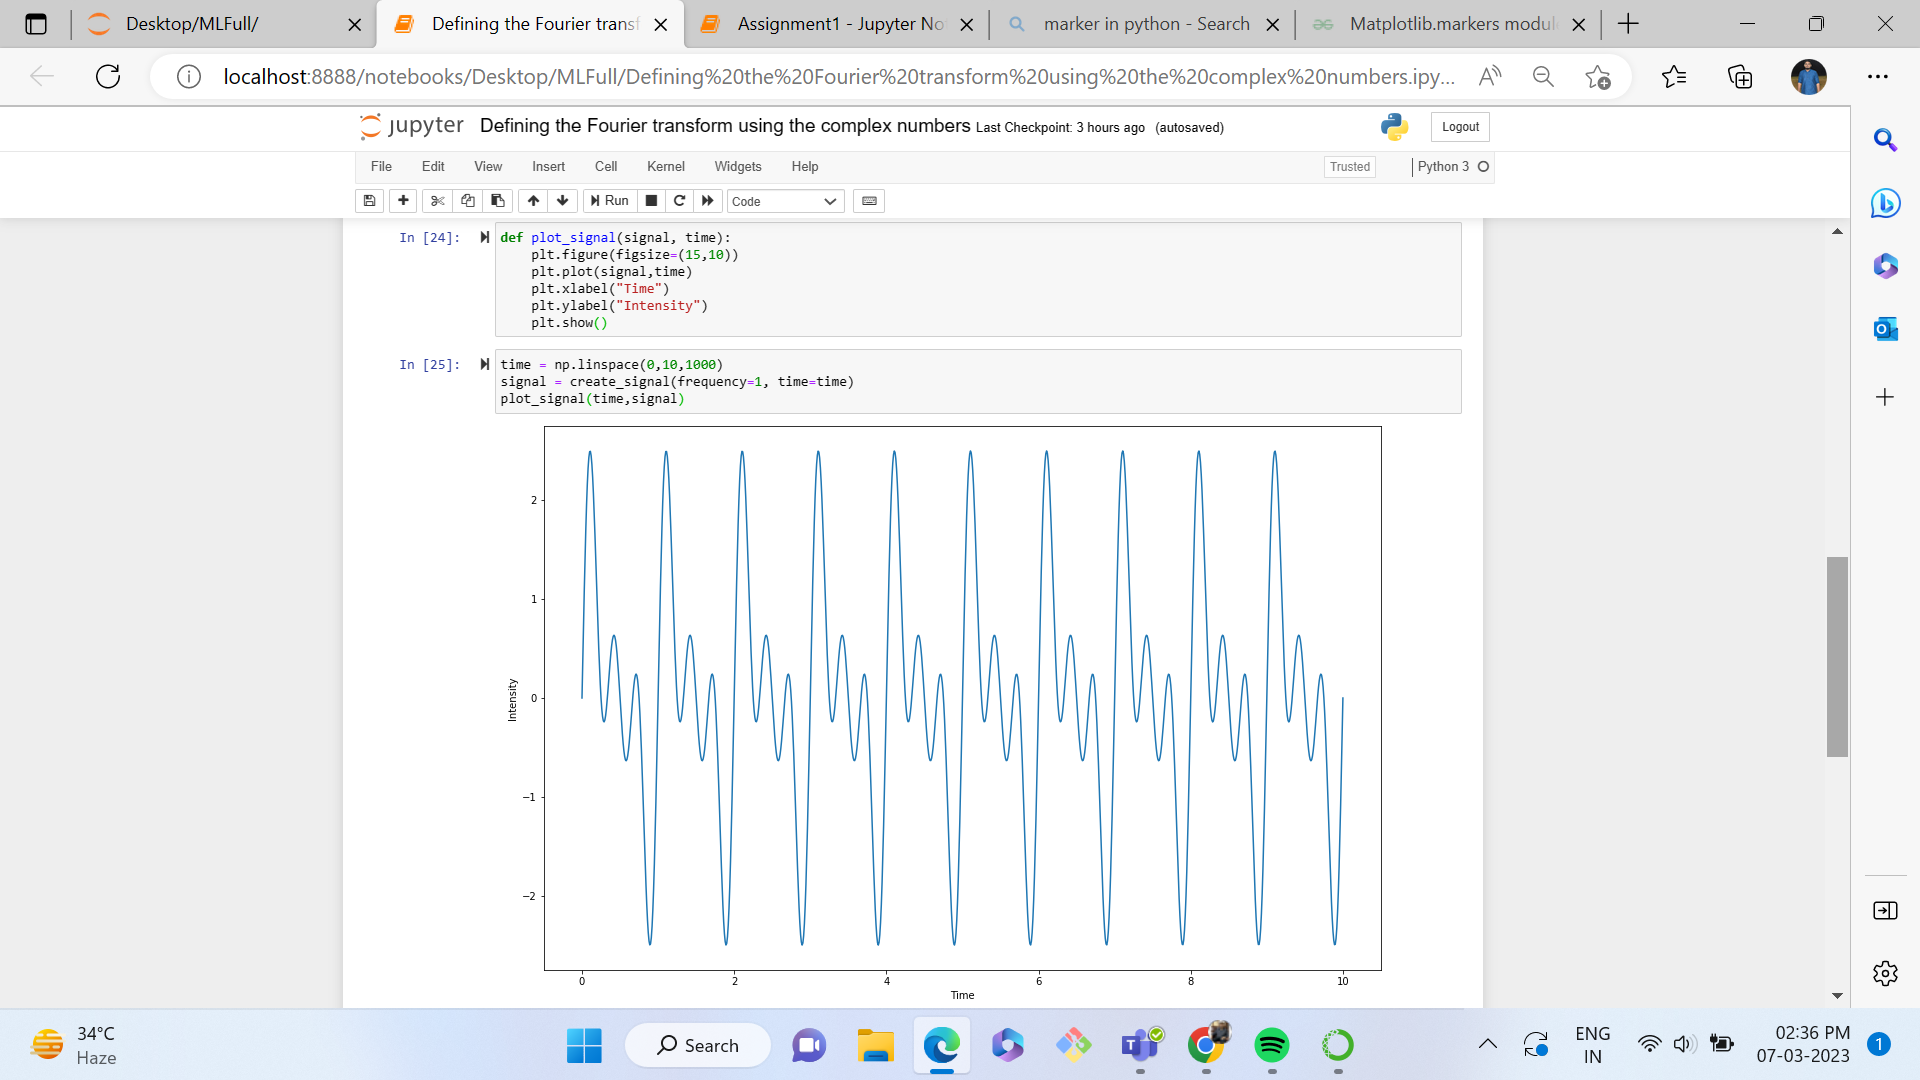 Desktop/MLFull/
Defining the Fourier transf
Assignment1 - Jupyter No
marker in python - Search
Matplotlib.markers modul
localhost:8888/notebooks/Desktop/MLFull/Defining%20the%20Fourier%20transform%20using%20the%20complex%20numbers.ipy...
jupyter Defining the Fourier transform using the complex numbers Last Checkpoint: 3 hours ago (autosaved)
Logout
File Edit View Insert Cell Kernel Widgets Help
Trusted
Python 3
Run
Code
In [24]:
def plot_signal(signal, time):
    plt.figure(figsize=(15,10))
    plt.plot(signal,time)
    plt.xlabel("Time")
    plt.ylabel("Intensity")
    plt.show()
In [25]:
time = np.linspace(0,10,1000)
signal = create_signal(frequency=1, time=time)
plot_signal(time,signal)
2
1
0
−1
−2
Intensity
0 2 4 6 8 10
Time
34°C
Haze
Search
ENG
IN
02:36 PM
07-03-2023
1